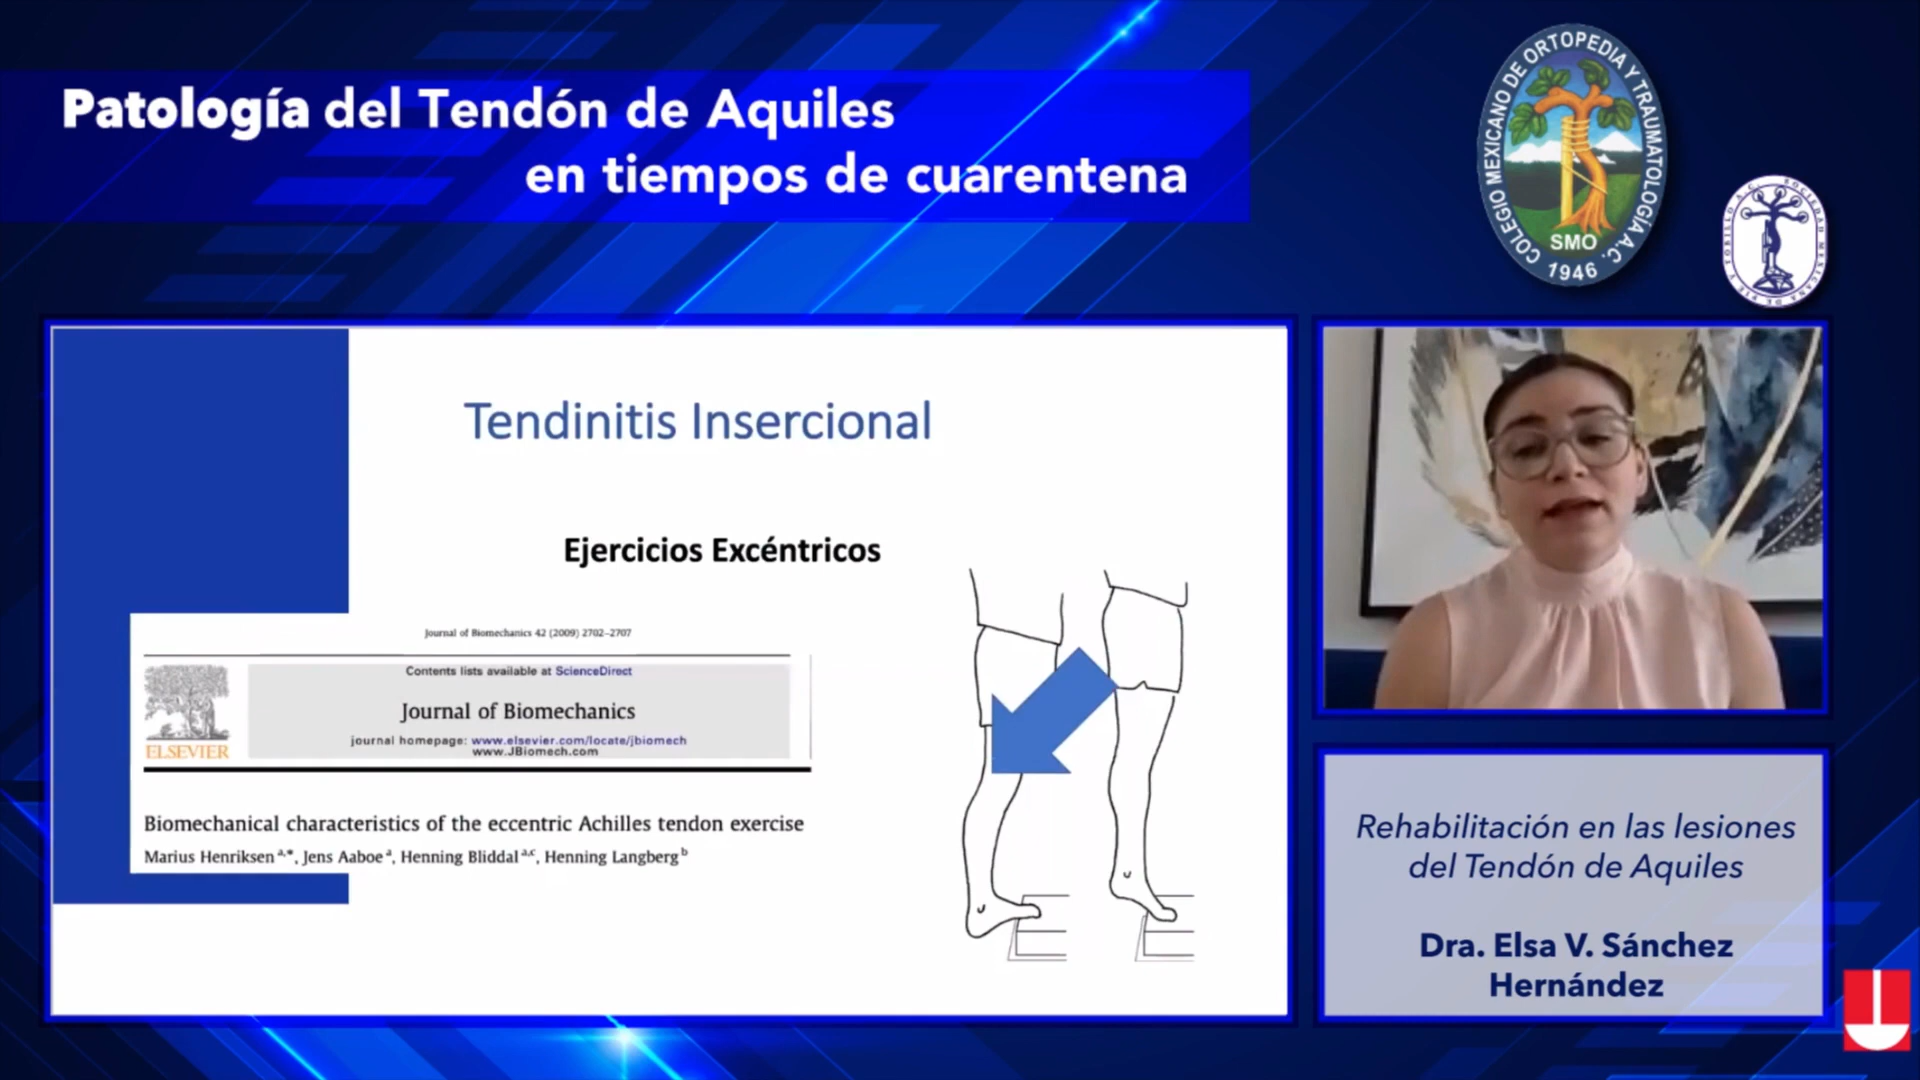 Patología del Tendón de Aquiles
en tiempos de cuarentena
COLEGIO MEXICANO DE ORTOPEDIA Y TRAUMATOLOGÍA A.C.
SMO
1946
Tendinitis Insercional
Ejercicios Excéntricos
Journal of Biomechanics 42 (2009) 2702–2707
Contents lists available at ScienceDirect
Journal of Biomechanics
journal homepage: www.elsevier.com/locate/jbiomech
www.JBiomech.com
ELSEVIER
Biomechanical characteristics of the eccentric Achilles tendon exercise
Marius Henriksen a,*, Jens Aaboe a, Henning Bliddal a,c, Henning Langberg b
Rehabilitación en las lesiones
del Tendón de Aquiles
Dra. Elsa V. Sánchez
Hernández